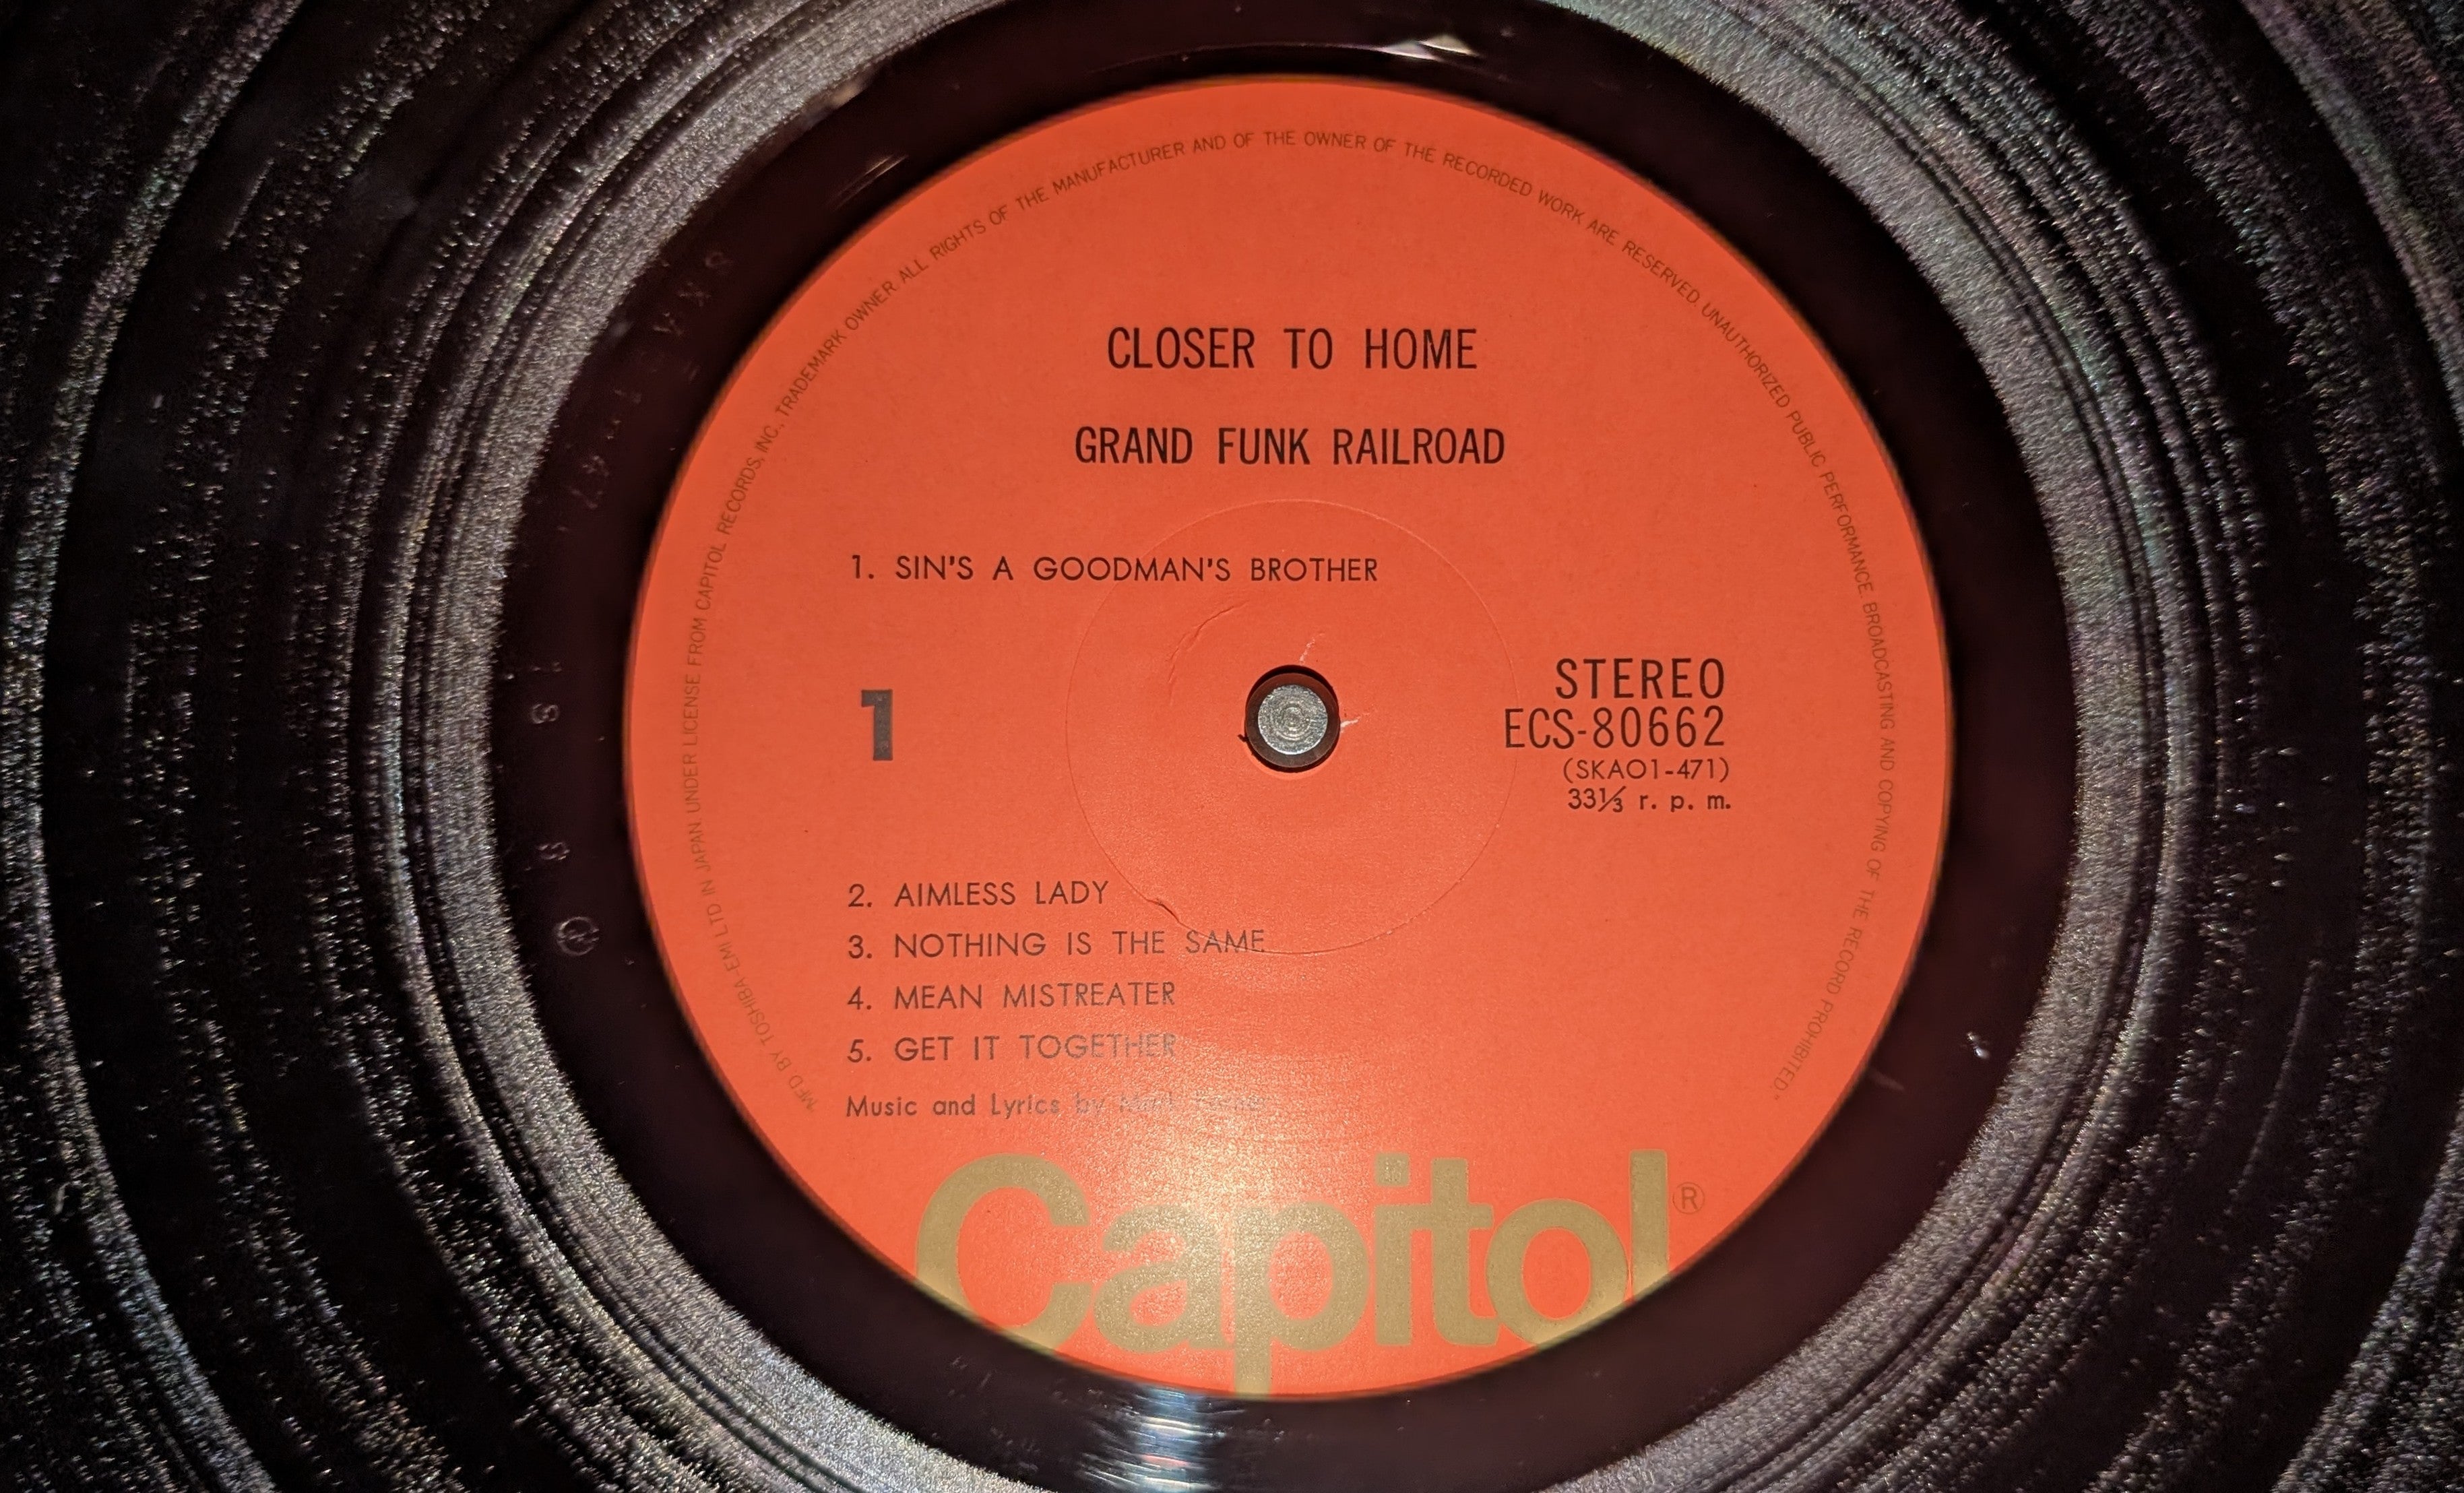 MFD BY TOSHIBA-EMI LTD IN JAPAN UNDER LICENSE FROM CAPITOL RECORDS, INC., TRADEMARK OWNER ALL RIGHTS OF THE MANUFACTURER AND OF THE OWNER OF THE RECORDED WORK ARE RESERVED. UNAUTHORIZED PUBLIC PERFORMANCE, BROADCASTING AND COPYING OF THE RECORD PROHIBITED.
CLOSER TO HOME
GRAND FUNK RAILROAD
1. SIN'S A GOODMAN'S BROTHER
1
STEREO
ECS-80662
(SKAO1-471)
33⅓ r. p. m.
2. AIMLESS LADY
3. NOTHING IS THE SAME
4. MEAN MISTREATER
5. GET IT TOGETHER
Music and Lyrics by Mark
Capitol®